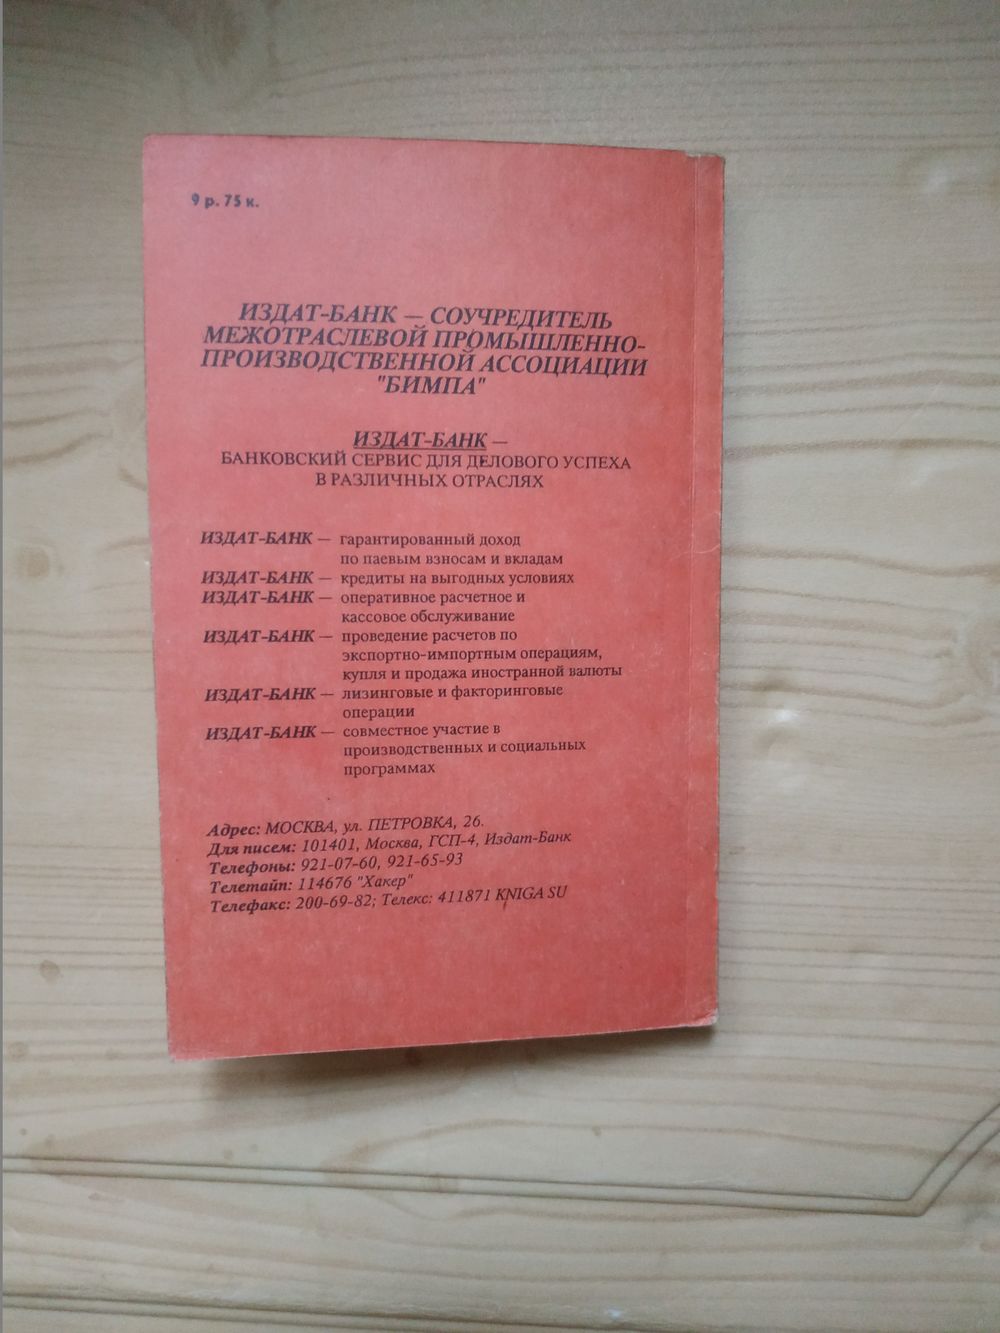 9 р. 75 к.
ИЗДАТ-БАНК — СОУЧРЕДИТЕЛЬ
МЕЖОТРАСЛЕВОЙ ПРОМЫШЛЕННО-
ПРОИЗВОДСТВЕННОЙ АССОЦИАЦИИ
"БИМПА"
ИЗДАТ-БАНК —
БАНКОВСКИЙ СЕРВИС ДЛЯ ДЕЛОВОГО УСПЕХА
В РАЗЛИЧНЫХ ОТРАСЛЯХ
ИЗДАТ-БАНК — гарантированный доход
по паевым взносам и вкладам
ИЗДАТ-БАНК — кредиты на выгодных условиях
ИЗДАТ-БАНК — оперативное расчетное и
кассовое обслуживание
ИЗДАТ-БАНК — проведение расчетов по
экспортно-импортным операциям,
купля и продажа иностранной валюты
ИЗДАТ-БАНК — лизинговые и факторинговые
операции
ИЗДАТ-БАНК — совместное участие в
производственных и социальных
программах
Адрес: МОСКВА, ул. ПЕТРОВКА, 26.
Для писем: 101401, Москва, ГСП-4, Издат-Банк
Телефоны: 921-07-60, 921-65-93
Телетайп: 114676 "Хакер"
Телефакс: 200-69-82; Телекс: 411871 KNIGA SU